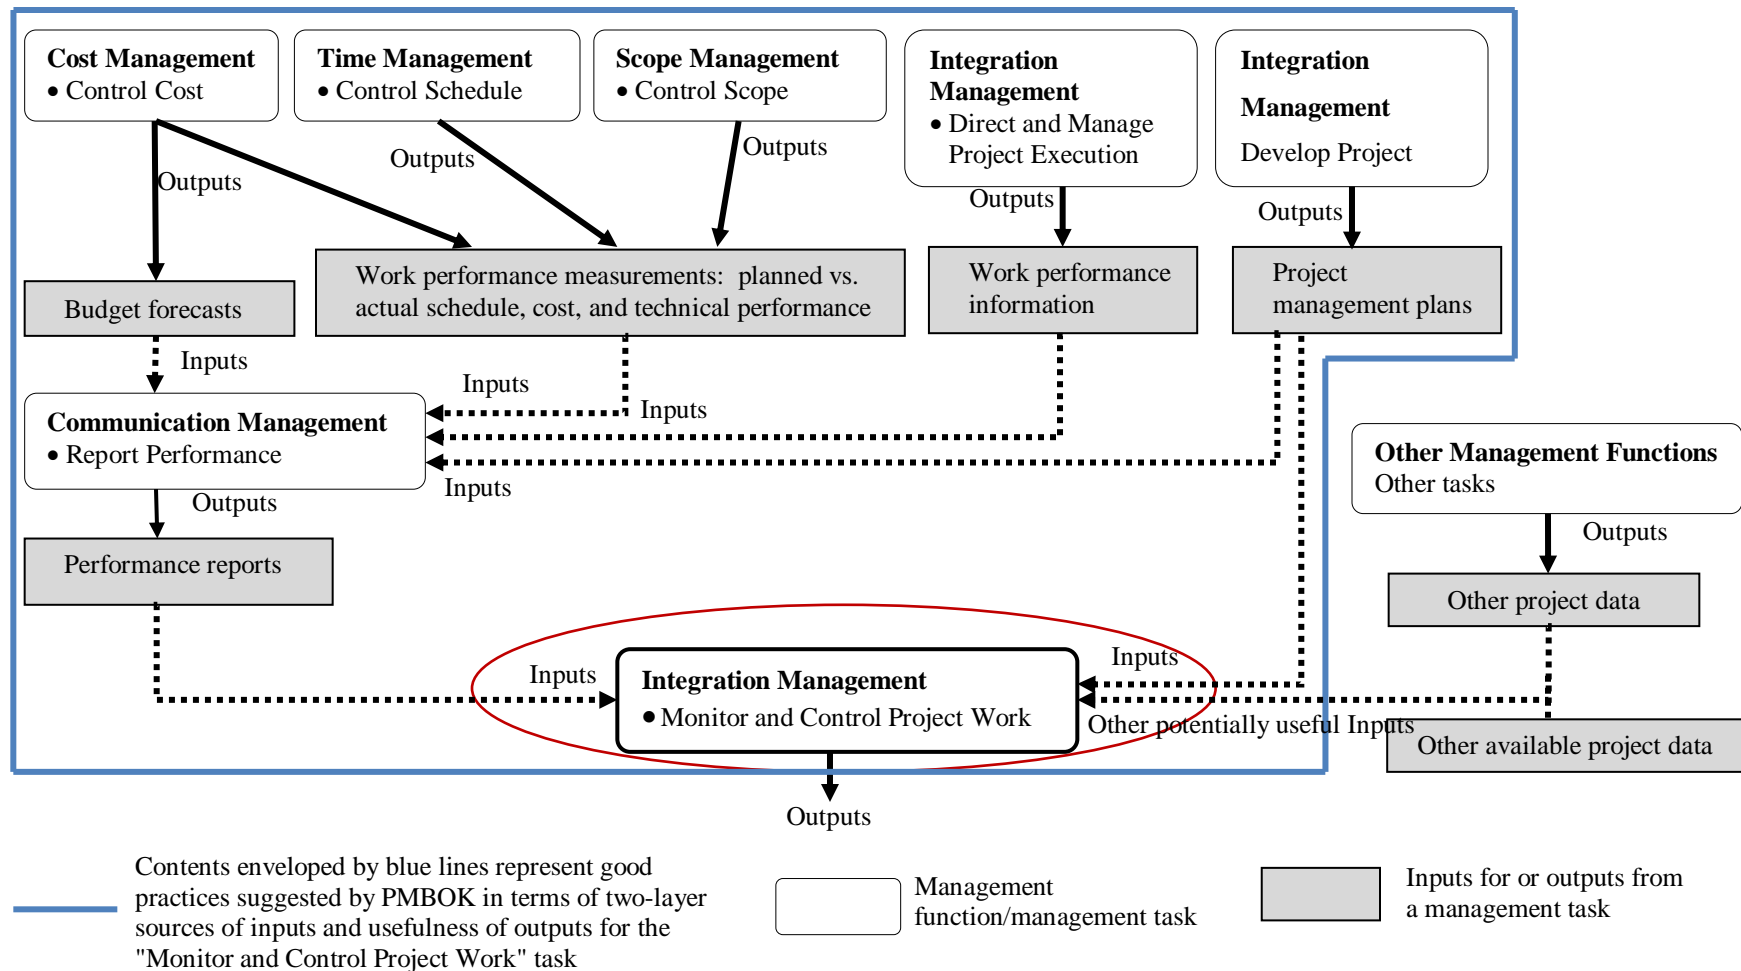 Cost Management
• Control Cost
Time Management
• Control Schedule
Scope Management
• Control Scope
Integration
Management
• Direct and Manage
Project Execution
Integration
Management
Develop Project
Outputs
Outputs
Outputs
Outputs
Outputs
Budget forecasts
Work performance measurements: planned vs.
actual schedule, cost, and technical performance
Work performance
information
Project
management plans
Inputs
Inputs
Inputs
Inputs
Communication Management
• Report Performance
Other Management Functions
Other tasks
Outputs
Outputs
Performance reports
Other project data
Inputs
Integration Management
• Monitor and Control Project Work
Inputs
Other potentially useful Inputs
Other available project data
Outputs
Contents enveloped by blue lines represent good
practices suggested by PMBOK in terms of two-layer
sources of inputs and usefulness of outputs for the
"Monitor and Control Project Work" task
Management
function/management task
Inputs for or outputs from
a management task